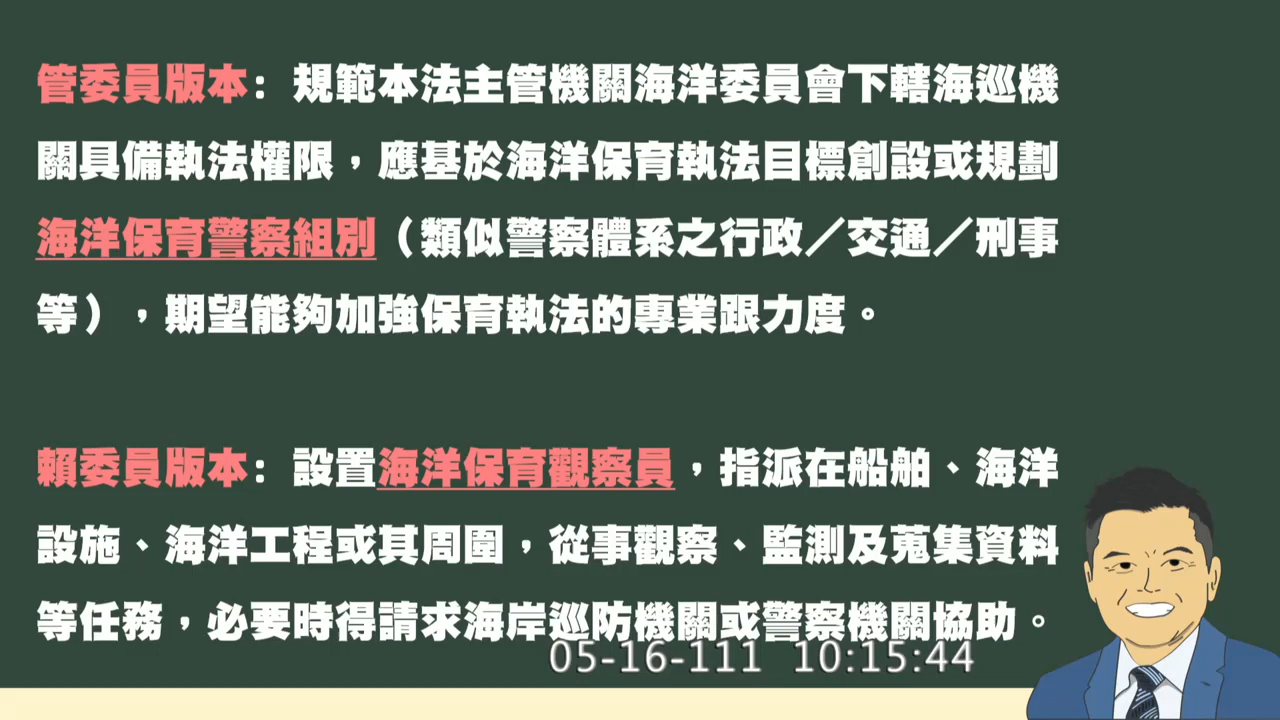 管委員版本：規範本法主管機關海洋委員會下轄海巡機
關具備執法權限，應基於海洋保育執法目標創設或規劃
海洋保育警察組別（類似警察體系之行政／交通／刑事
等），期望能夠加強保育執法的專業跟力度。
賴委員版本：設置海洋保育觀察員，指派在船舶、海洋
設施、海洋工程或其周圍，從事觀察、監測及蒐集資料
等任務，必要時得請求海岸巡防機關或警察機關協助。
05-16-111 10:15:44